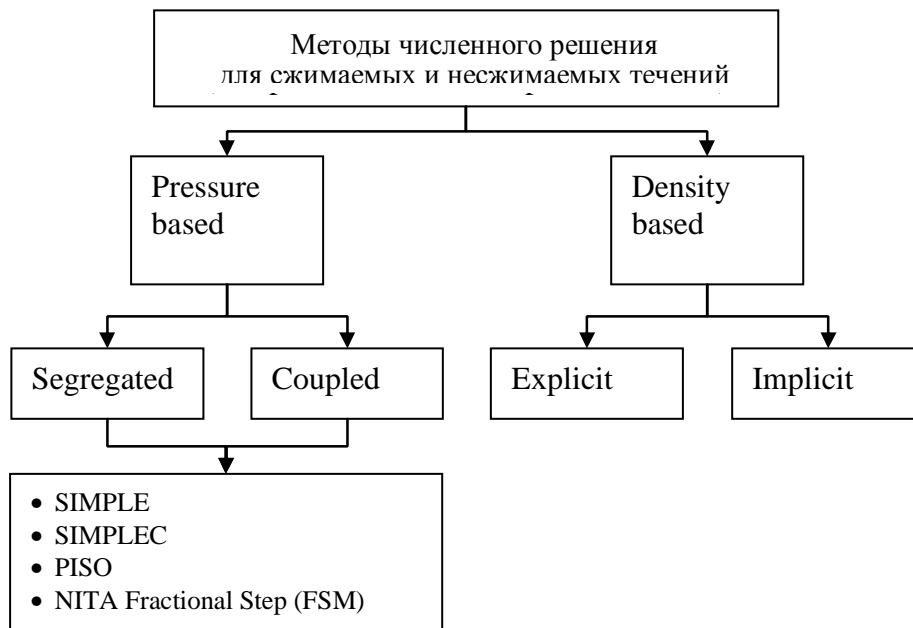 Методы численного решения
для сжимаемых и несжимаемых течений
Pressure
based
Density
based
Segregated
Coupled
Explicit
Implicit
• SIMPLE
• SIMPLEC
• PISO
• NITA Fractional Step (FSM)